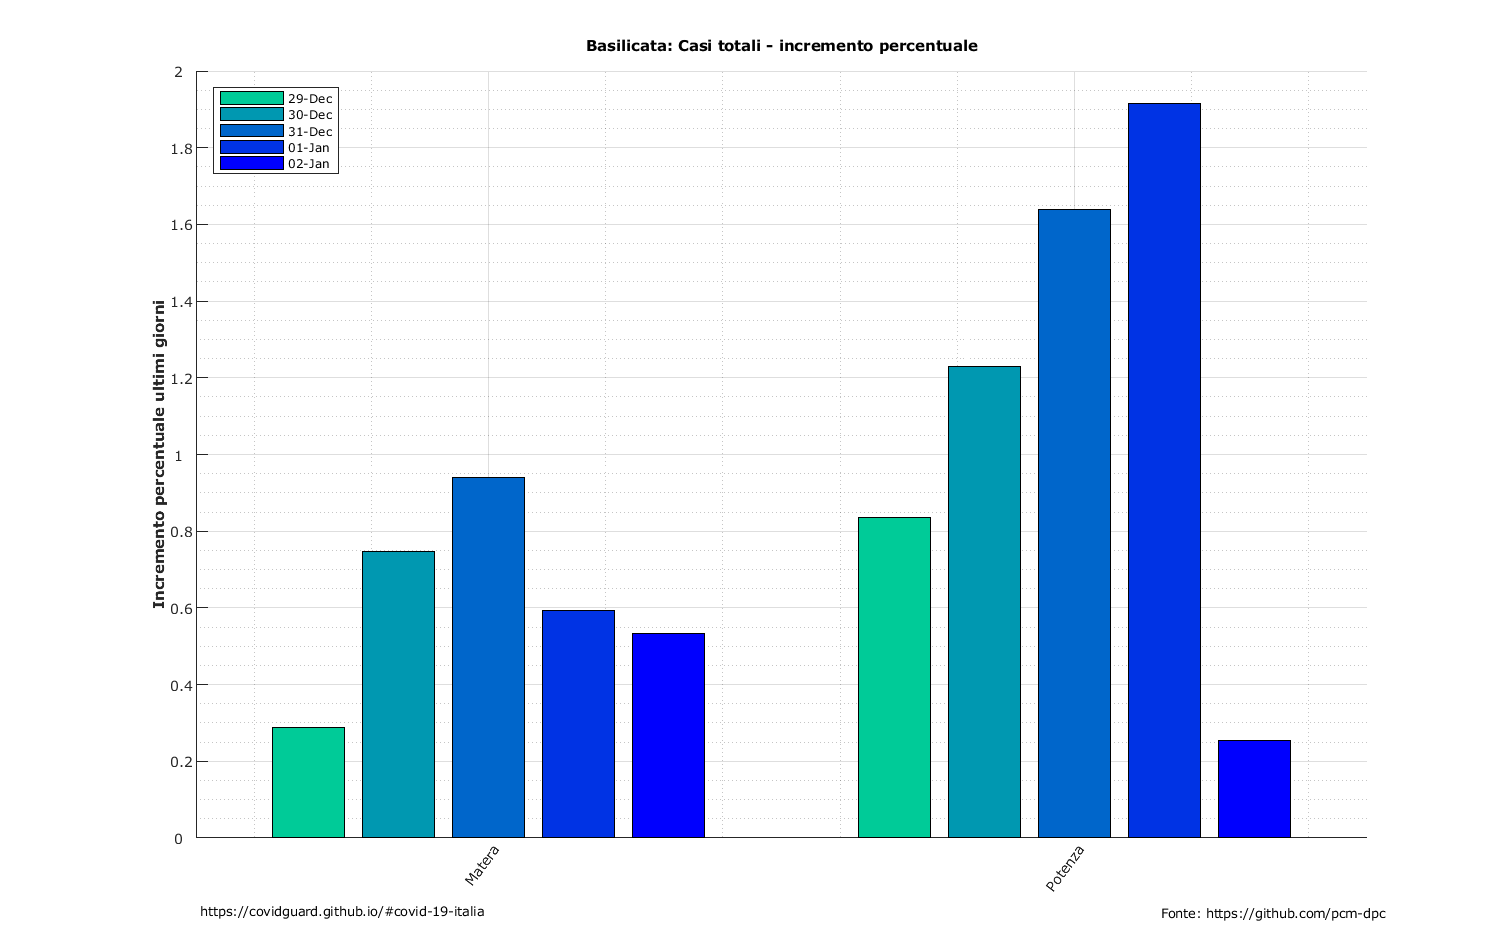 Basilicata: Casi totali - incremento percentuale
2
1.8
1.6
1.4
1.2
1
0.8
0.6
0.4
0.2
0
Incremento percentuale ultimi giorni
29-Dec
30-Dec
31-Dec
01-Jan
02-Jan
Matera
Potenza
https://covidguard.github.io/#covid-19-italia
Fonte: https://github.com/pcm-dpc